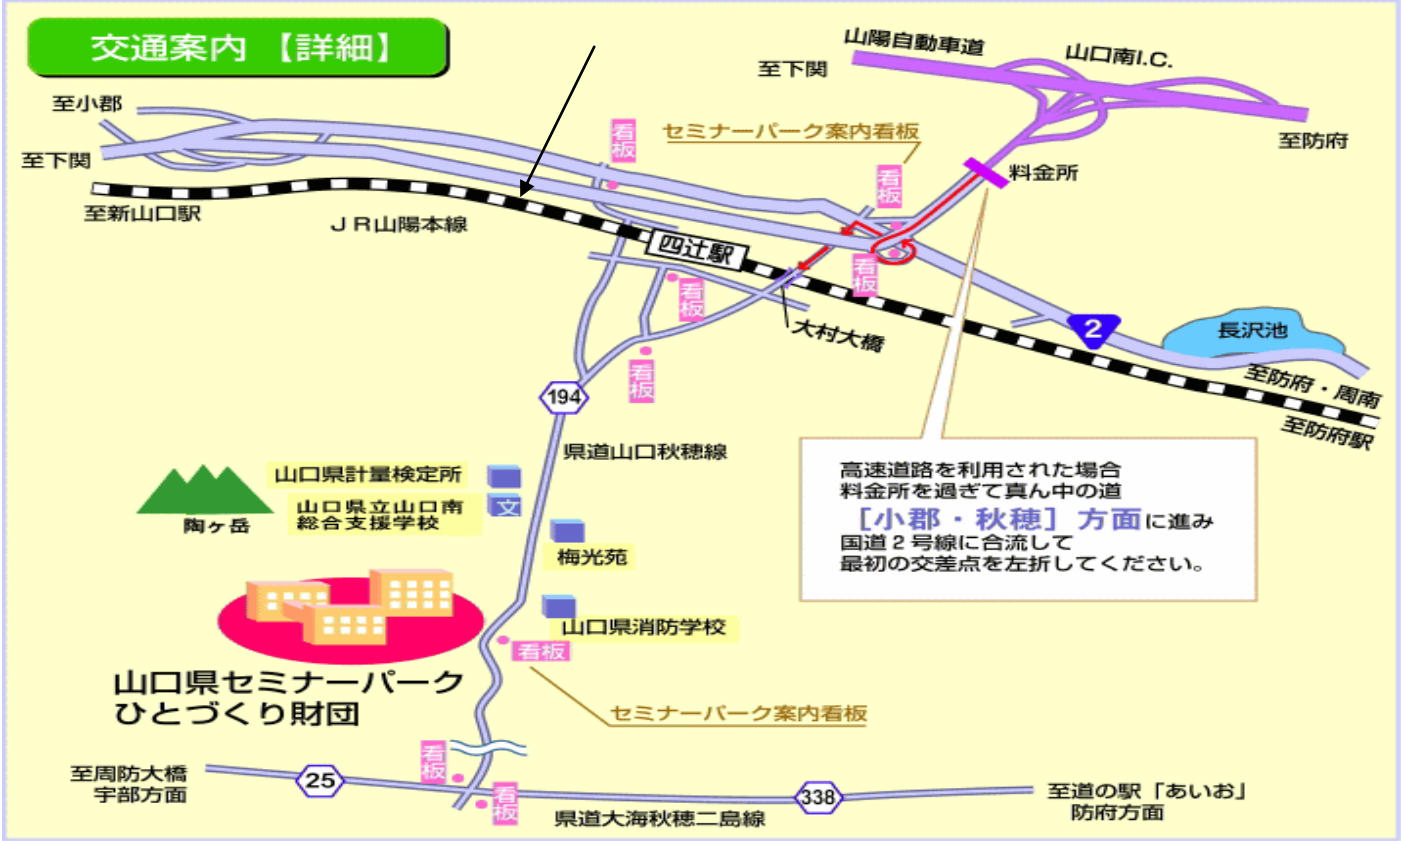 交通案内【詳細】
山陽自動車道
山口南I.C.
至下関
至小郡
至防府
セミナーパーク案内看板
看板
至下関
料金所
看板
至新山口駅
JR山陽本線
四辻駅
看板
看板
大村大橋
2
長沢池
看板
至防府・周南
至防府駅
194
県道山口秋穂線
山口県計量検定所
山口県立山口南
総合支援学校
文
陶ヶ岳
高速道路を利用された場合
料金所を過ぎて真ん中の道
［小郡・秋穂］方面に進み
国道2号線に合流して
最初の交差点を左折してください。
梅光苑
山口県消防学校
看板
山口県セミナーパーク
ひとづくり財団
セミナーパーク案内看板
看板
至周防大橋
宇部方面
25
看板
338
県道大海秋穂二島線
至道の駅「あいお」
防府方面